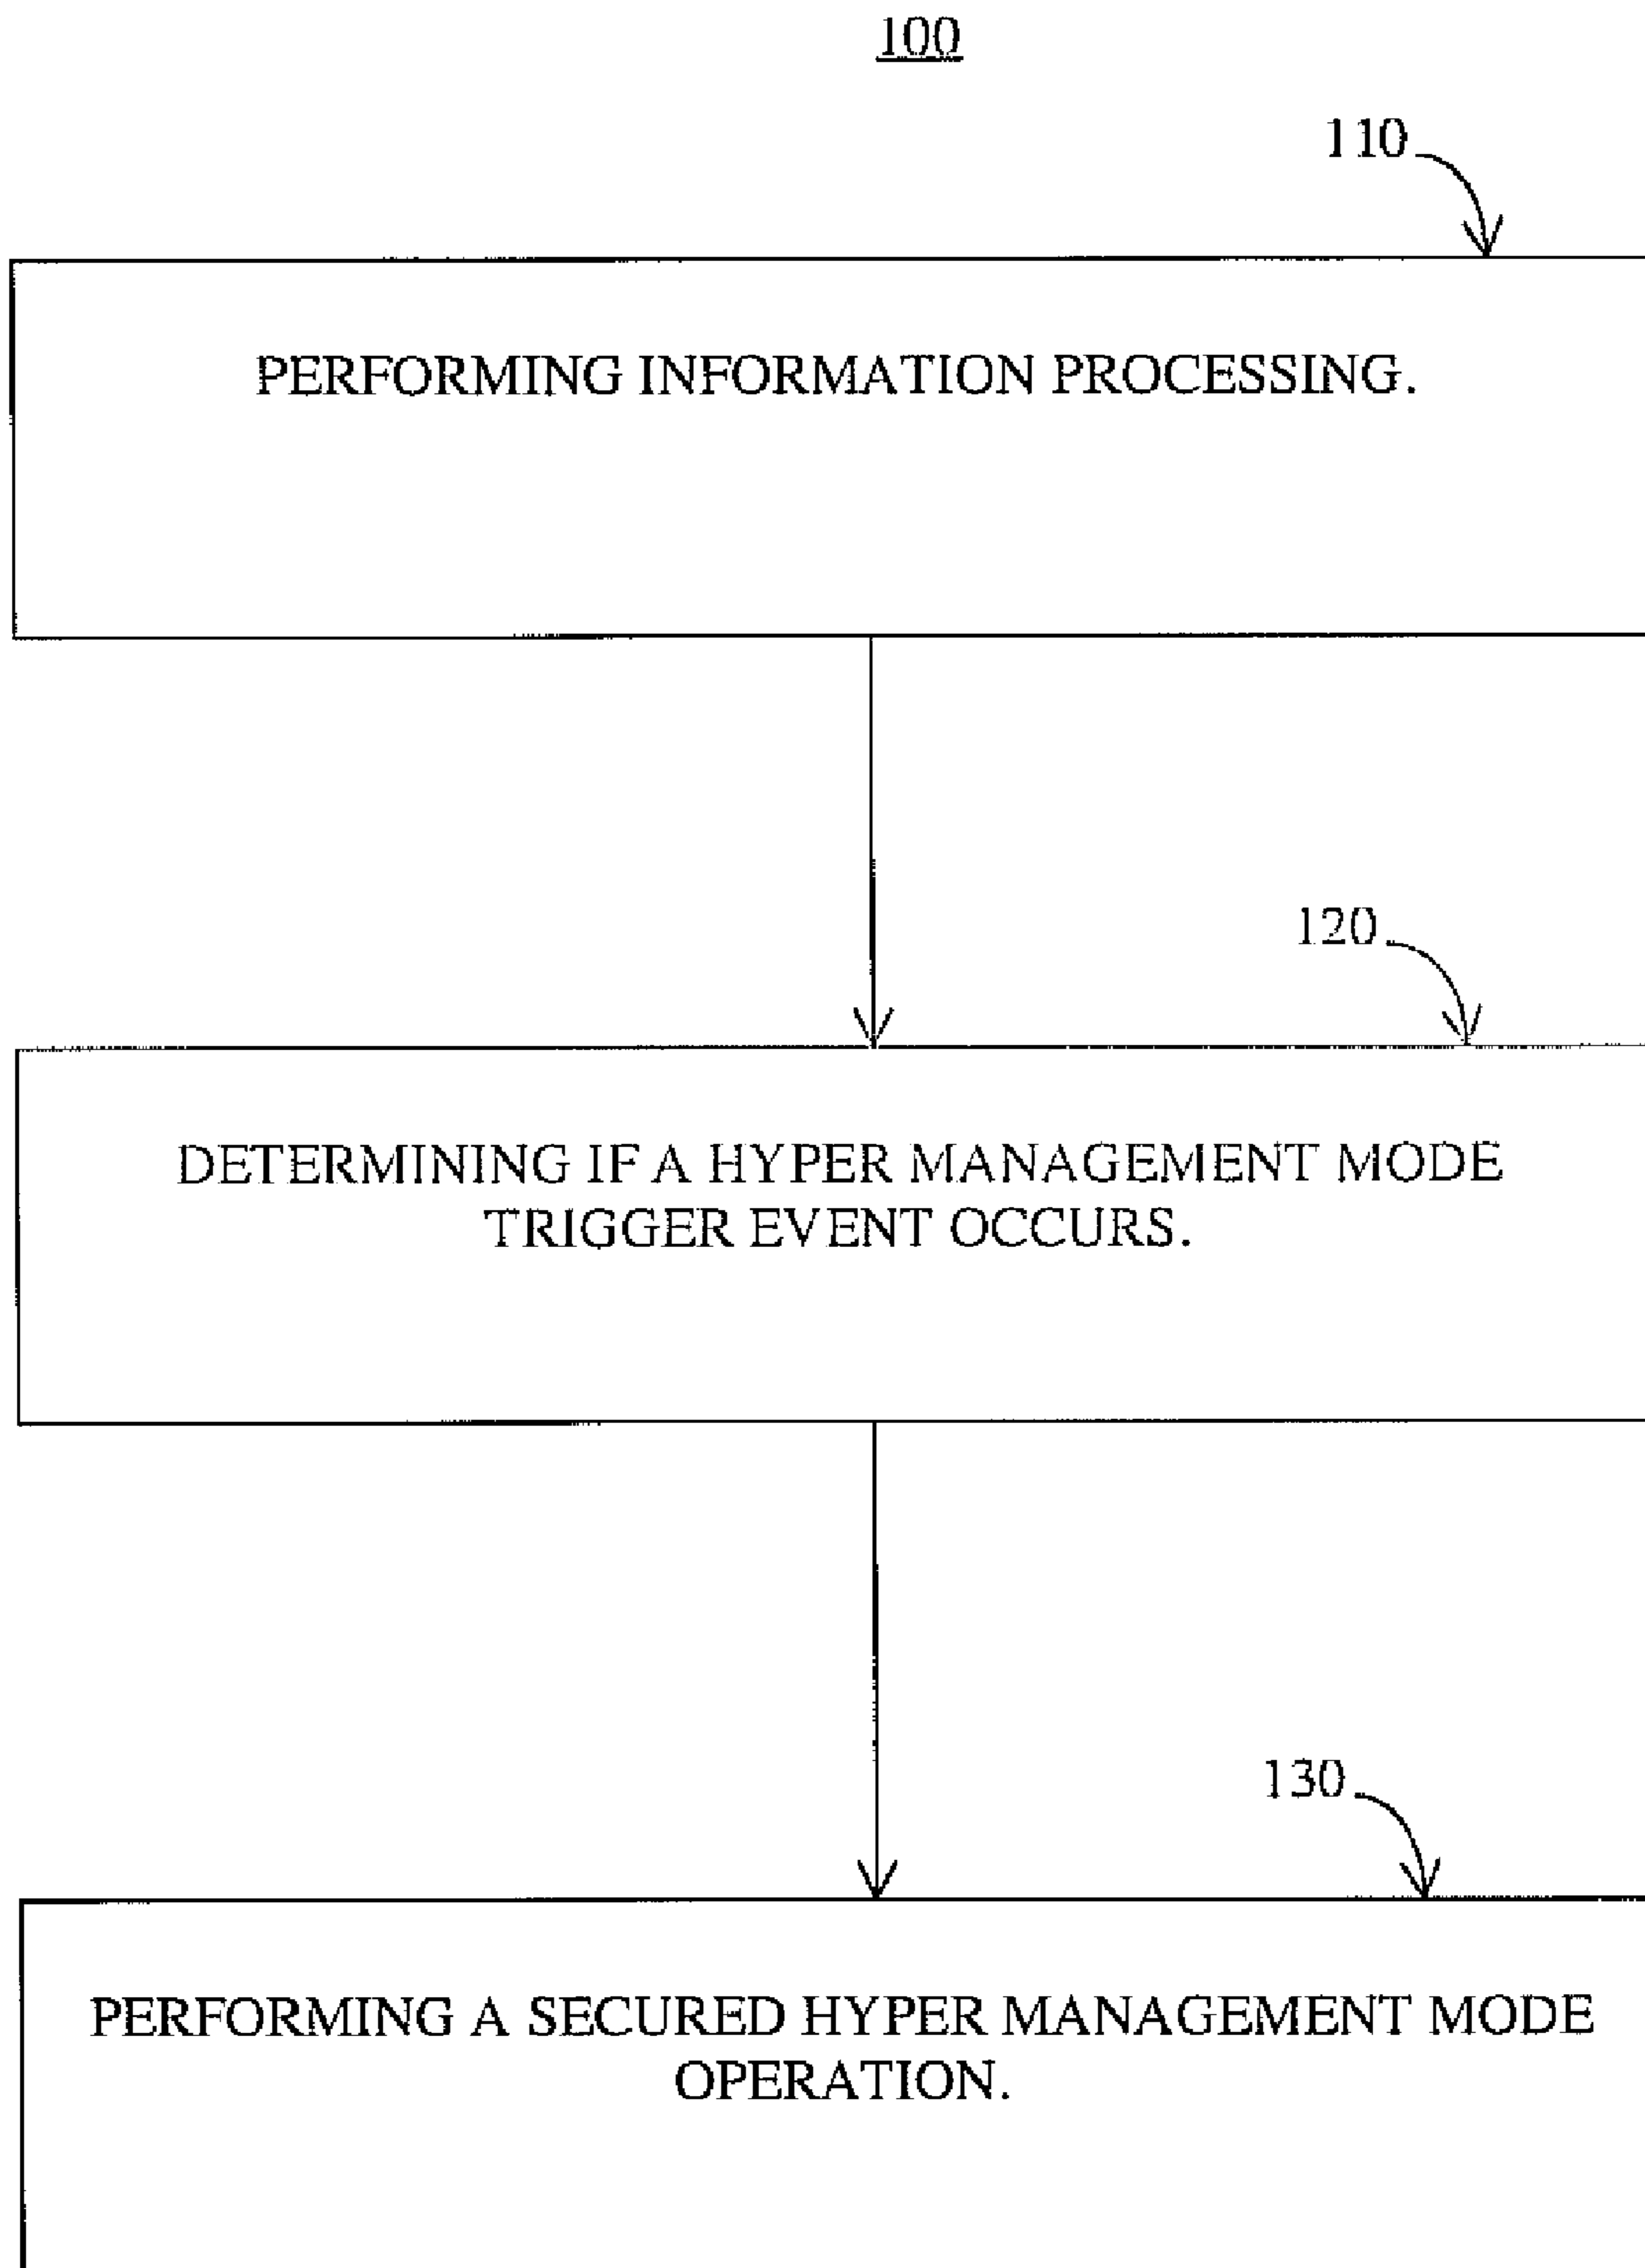 100
110
PERFORMING INFORMATION PROCESSING.
120
DETERMINING IF A HYPER MANAGEMENT MODE
TRIGGER EVENT OCCURS.
130
PERFORMING A SECURED HYPER MANAGEMENT MODE
OPERATION.